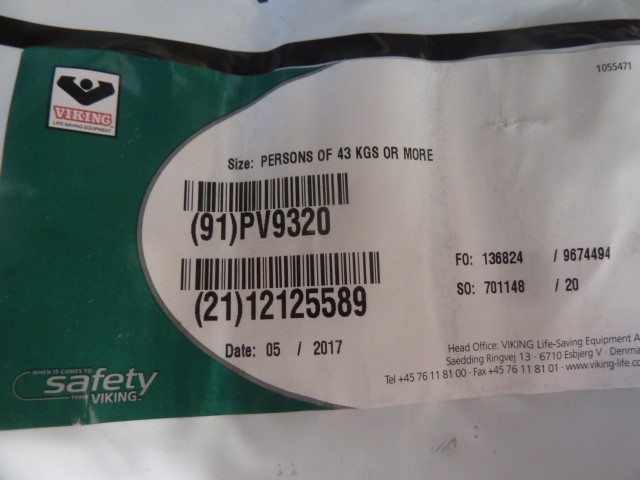 1055471
VIKING
LIFE-SAVING EQUIPMENT
Size: PERSONS OF 43 KGS OR MORE
(91)PV9320
(21)12125589
FO: 136824 / 9674494
SO: 701148 / 20
Date: 05 / 2017
Head Office: VIKING Life-Saving Equipment A
Saedding Ringvej 13 · 6710 Esbjerg V · Denma
Tel +45 76 11 81 00 · Fax +45 76 11 81 01 · www.viking-life.co
WHEN IT COMES TO
safety
THINK VIKING